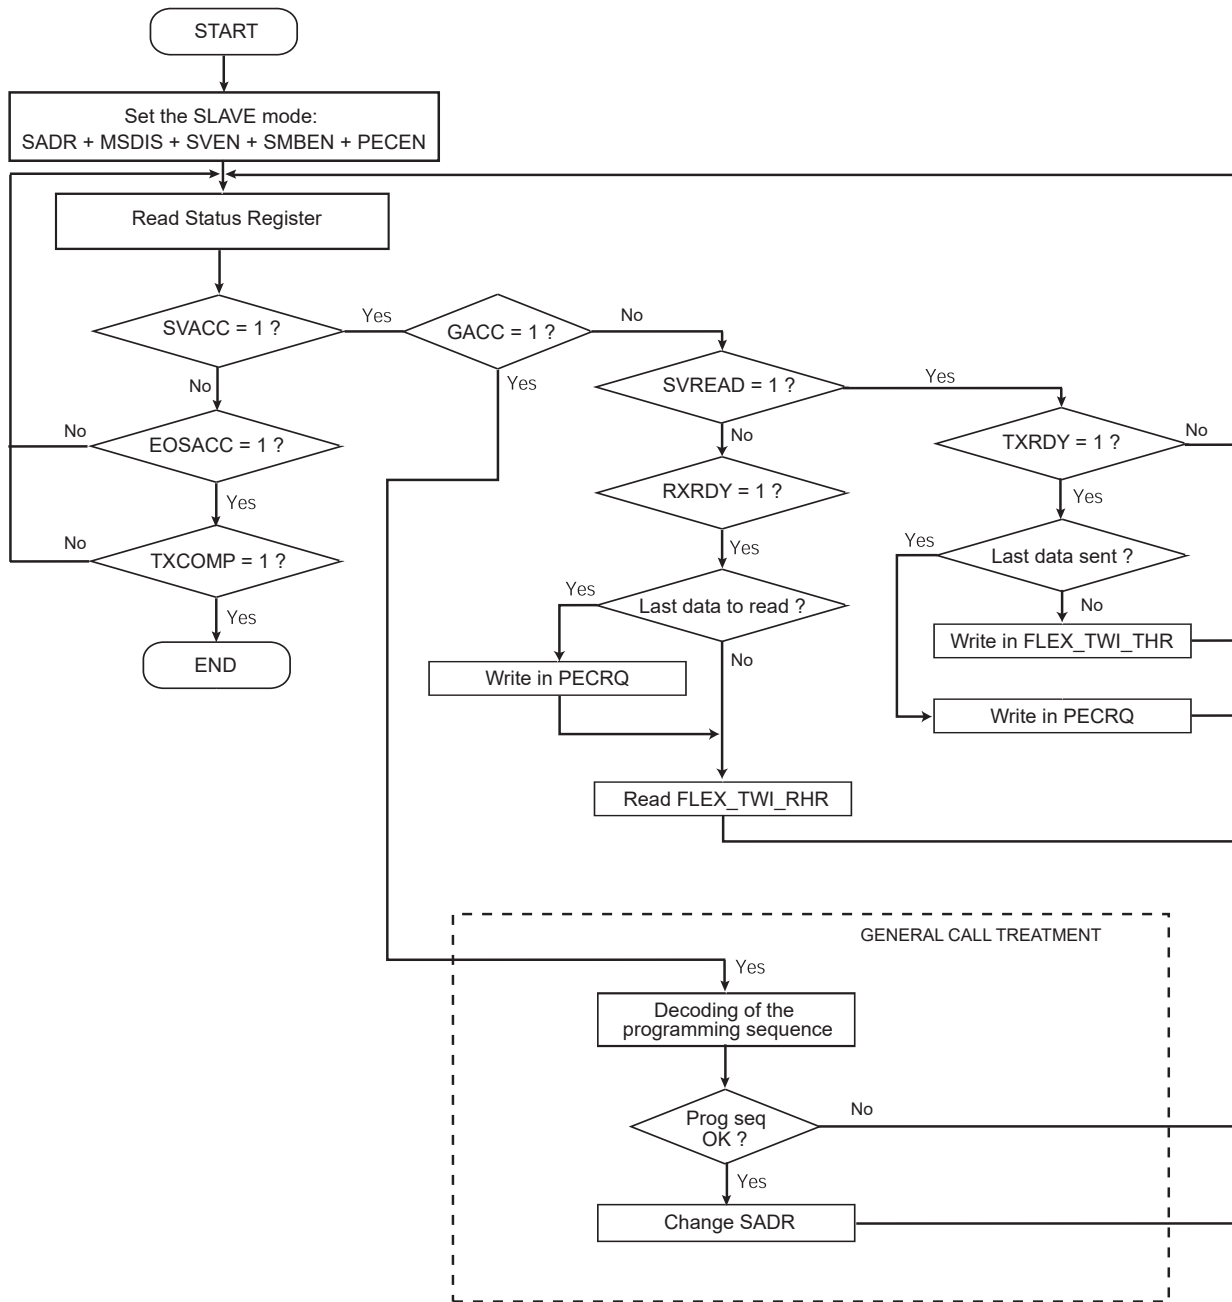 START
Set the SLAVE mode:
SADR + MSDIS + SVEN + SMBEN + PECEN
Read Status Register
SVACC = 1 ?
Yes
GACC = 1 ?
No
No
Yes
SVREAD = 1 ?
Yes
No
EOSACC = 1 ?
No
TXRDY = 1 ?
No
Yes
RXRDY = 1 ?
Yes
No
TXCOMP = 1 ?
Yes
Yes
Last data sent ?
Yes
Last data to read ?
No
Yes
END
No
Write in FLEX_TWI_THR
Write in PECRQ
Write in PECRQ
Read FLEX_TWI_RHR
GENERAL CALL TREATMENT
Yes
Decoding of the
programming sequence
Prog seq
OK ?
No
Yes
Change SADR